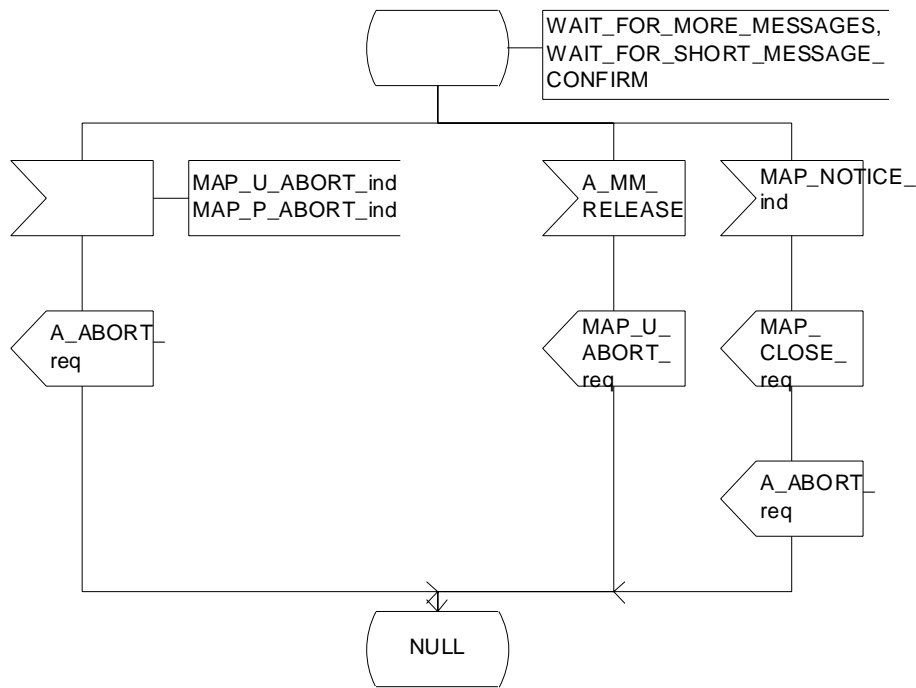 WAIT_FOR_MORE_MESSAGES,
WAIT_FOR_SHORT_MESSAGE_
CONFIRM
MAP_U_ABORT_ind
MAP_P_ABORT_ind
A_MM_
RELEASE
MAP_NOTICE_
ind
A_ABORT_
req
MAP_U_
ABORT_
req
MAP_
CLOSE_
req
A_ABORT_
req
NULL